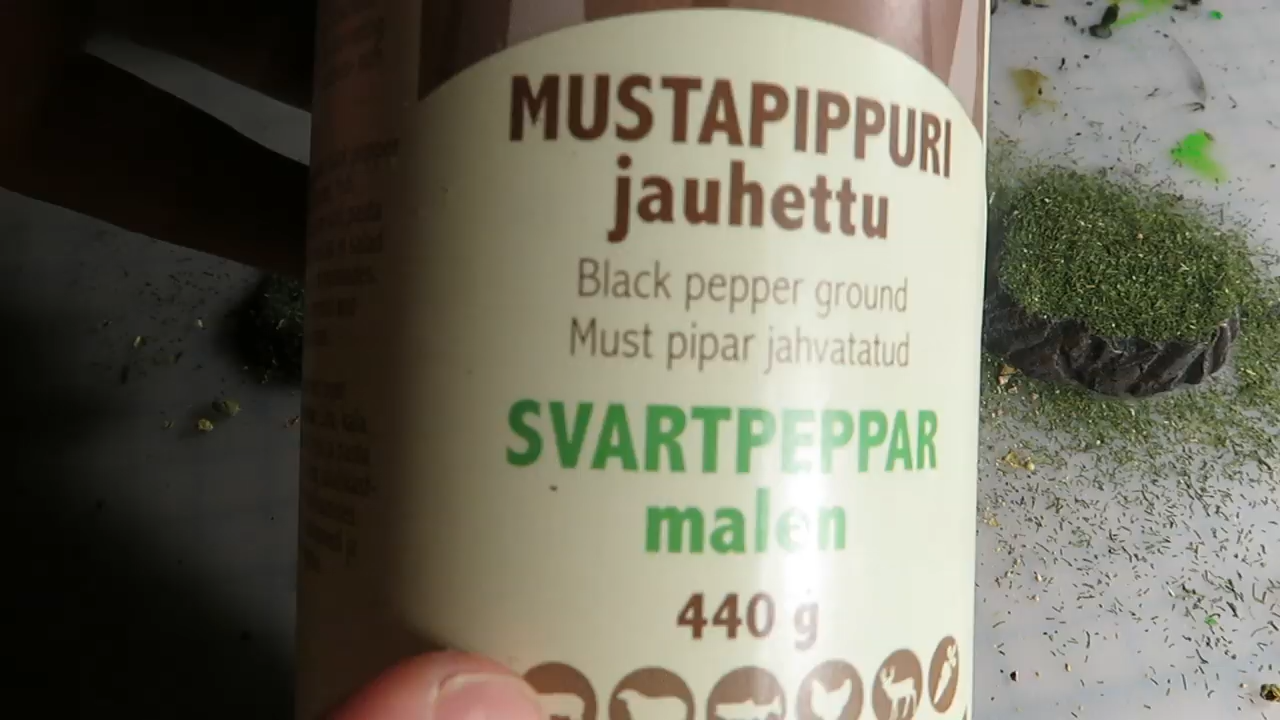 MUSTAPIPPURI
jauhettu
Black pepper ground
Must pipar jahvatatud
SVARTPEPPAR
malen
440 g